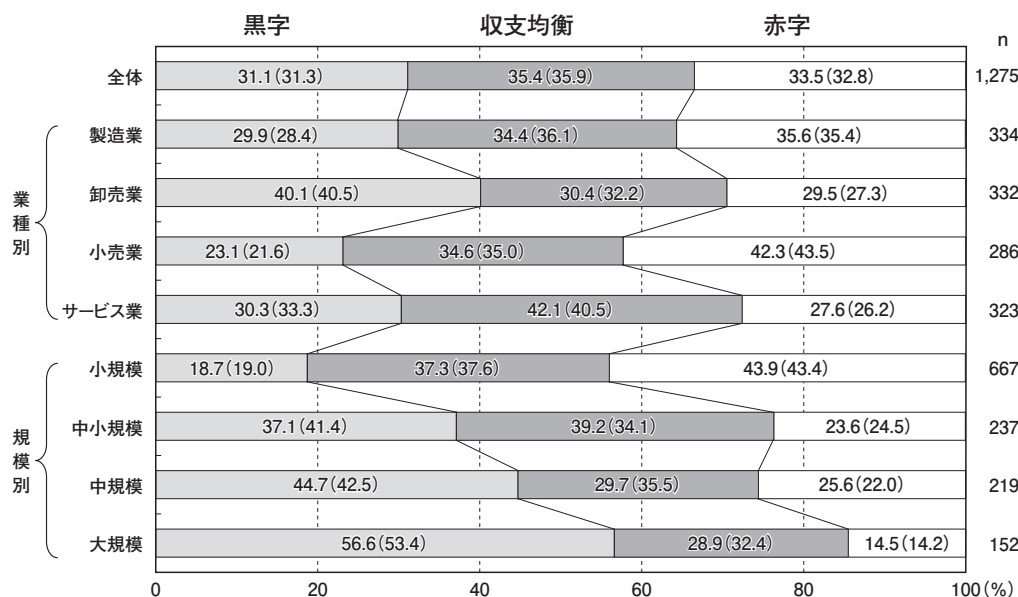 黒字 収支均衡 赤字
n
全体 31.1(31.3) 35.4(35.9) 33.5(32.8) 1,275
業種別
製造業 29.9(28.4) 34.4(36.1) 35.6(35.4) 334
卸売業 40.1(40.5) 30.4(32.2) 29.5(27.3) 332
小売業 23.1(21.6) 34.6(35.0) 42.3(43.5) 286
サービス業 30.3(33.3) 42.1(40.5) 27.6(26.2) 323
規模別
小規模 18.7(19.0) 37.3(37.6) 43.9(43.4) 667
中小規模 37.1(41.4) 39.2(34.1) 23.6(24.5) 237
中規模 44.7(42.5) 29.7(35.5) 25.6(22.0) 219
大規模 56.6(53.4) 28.9(32.4) 14.5(14.2) 152
0 20 40 60 80 100(%)